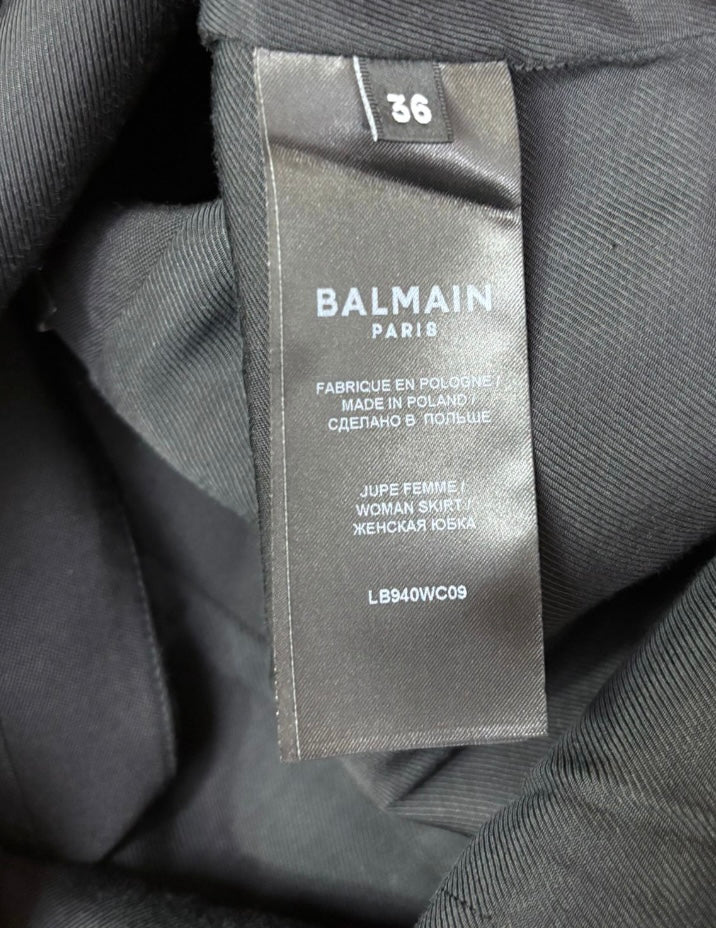 36
BALMAIN
PARIS
FABRIQUE EN POLOGNE /
MADE IN POLAND /
СДЕЛАНО В ПОЛЬШЕ
JUPE FEMME /
WOMAN SKIRT /
ЖЕНСКАЯ ЮБКА
LB940WC09